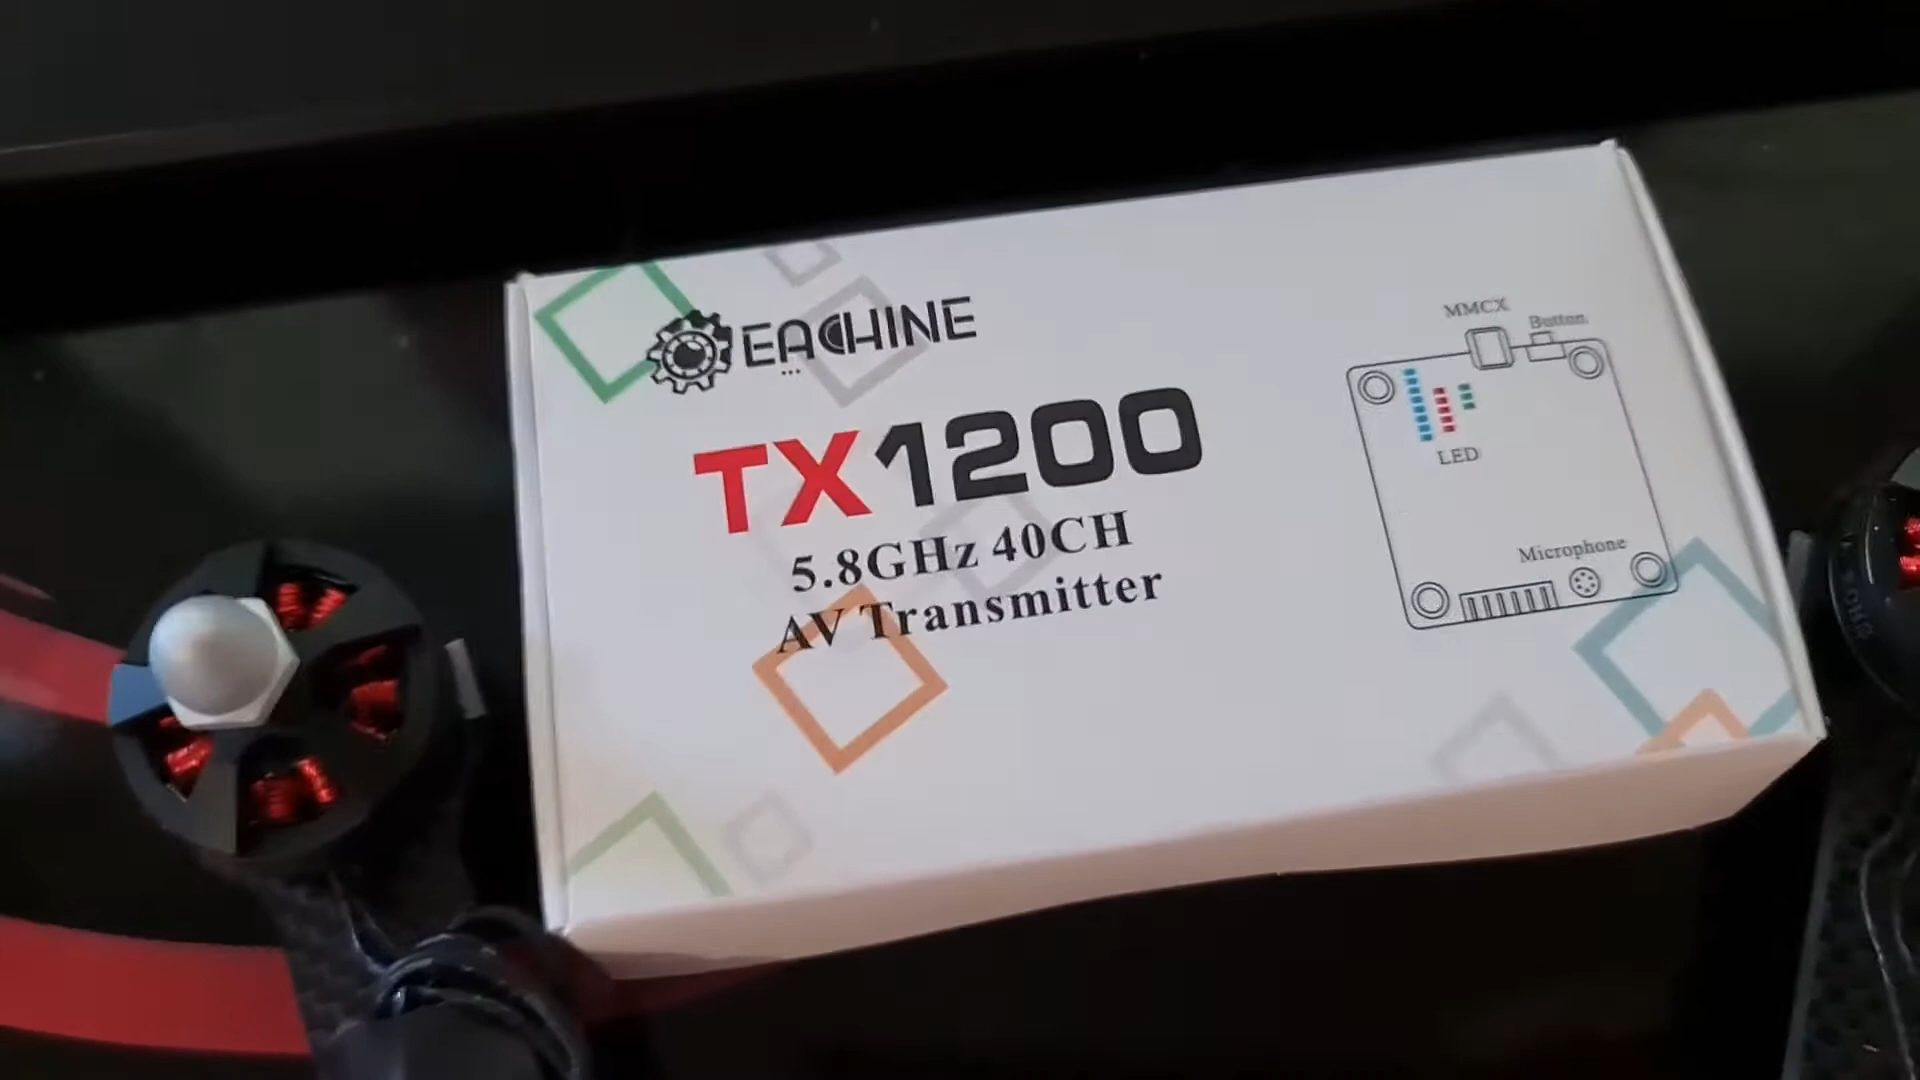 EACHINE
TX1200
5.8GHz 40CH
AV Transmitter
MMCX
Button
LED
Microphone